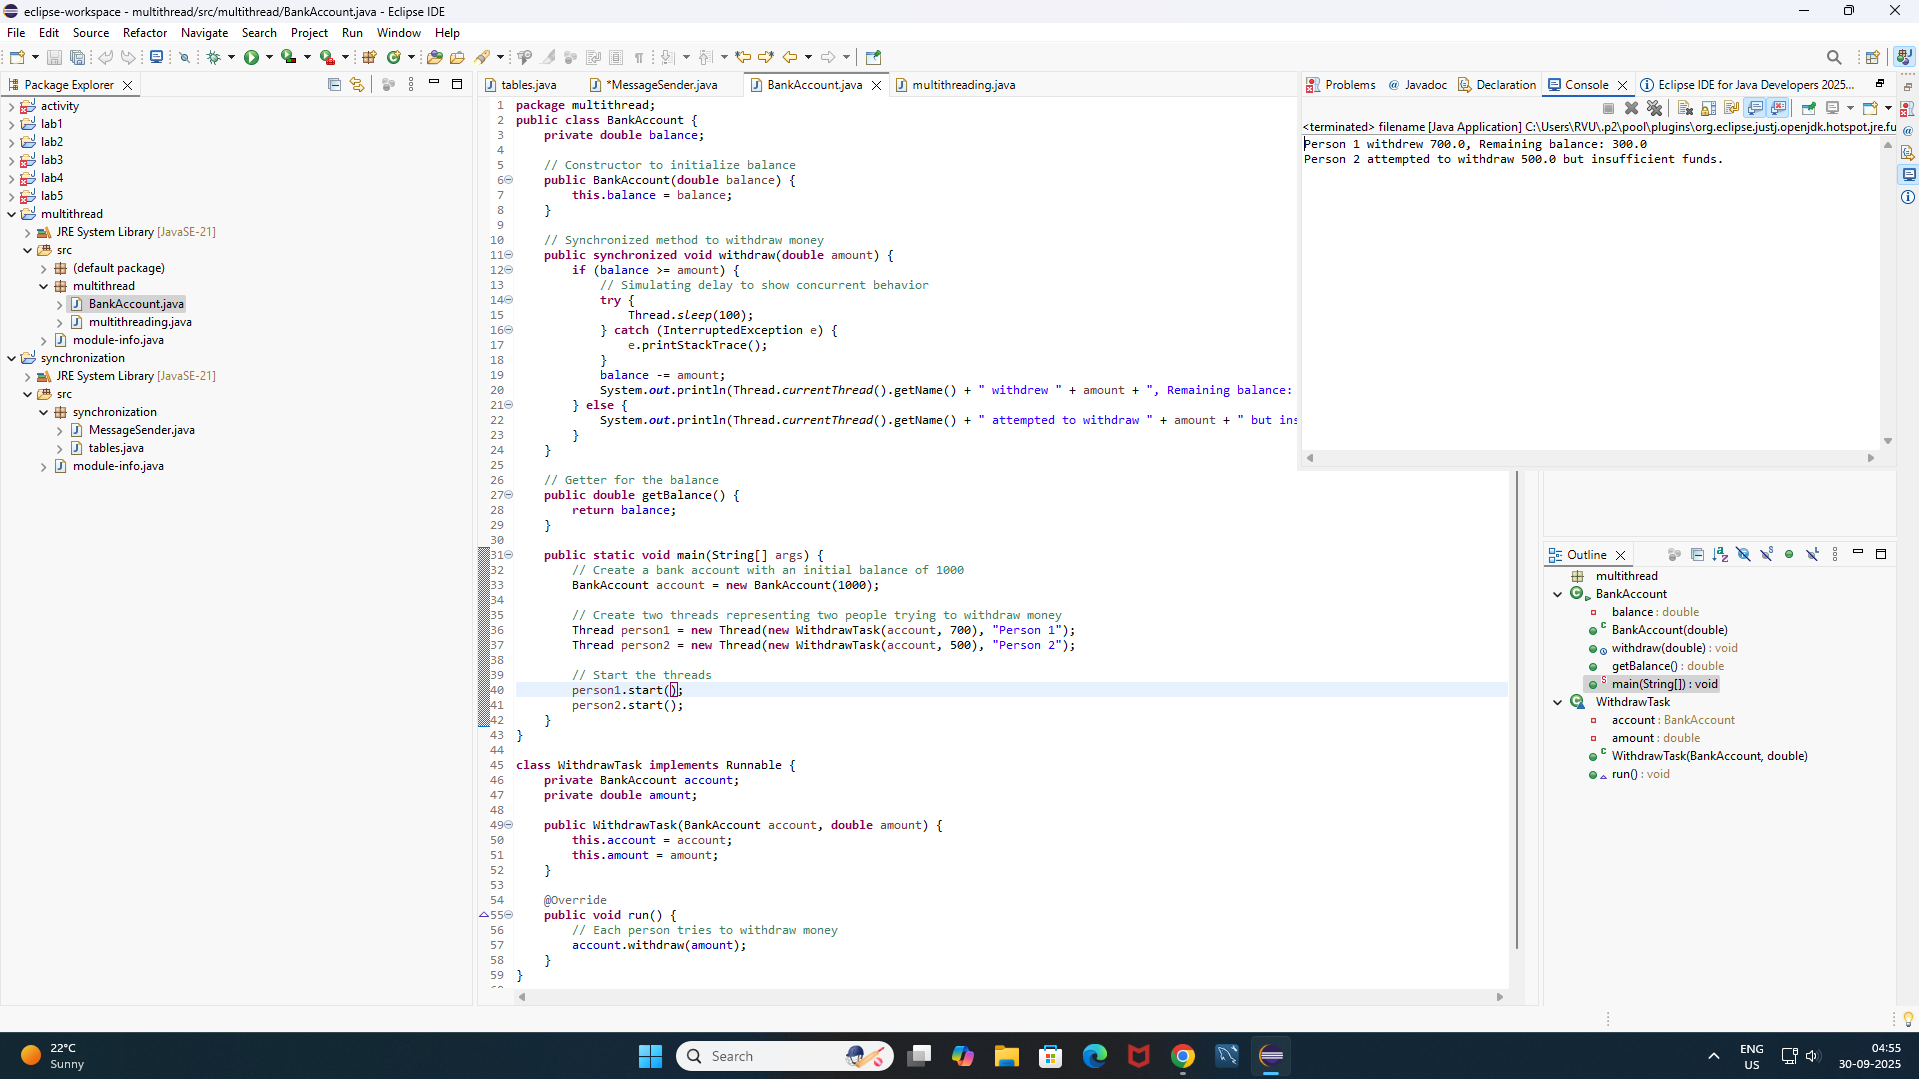 eclipse-workspace - multithread/src/multithread/BankAccount.java - Eclipse IDE
File Edit Source Refactor Navigate Search Project Run Window Help
Package Explorer
activity
lab1
lab2
lab3
lab4
lab5
multithread
JRE System Library [JavaSE-21]
src
(default package)
multithread
BankAccount.java
multithreading.java
module-info.java
synchronization
JRE System Library [JavaSE-21]
src
synchronization
MessageSender.java
tables.java
module-info.java
tables.java *MessageSender.java BankAccount.java multithreading.java
1 package multithread;
2 public class BankAccount {
3 private double balance;
4
5 // Constructor to initialize balance
6 public BankAccount(double balance) {
7 this.balance = balance;
8 }
9
10 // Synchronized method to withdraw money
11 public synchronized void withdraw(double amount) {
12 if (balance >= amount) {
13 // Simulating delay to show concurrent behavior
14 try {
15 Thread.sleep(100);
16 } catch (InterruptedException e) {
17 e.printStackTrace();
18 }
19 balance -= amount;
20 System.out.println(Thread.currentThread().getName() + " withdrew " + amount + ", Remaining balance:
21 } else {
22 System.out.println(Thread.currentThread().getName() + " attempted to withdraw " + amount + " but ins
23 }
24 }
25
26 // Getter for the balance
27 public double getBalance() {
28 return balance;
29 }
30
31 public static void main(String[] args) {
32 // Create a bank account with an initial balance of 1000
33 BankAccount account = new BankAccount(1000);
34
35 // Create two threads representing two people trying to withdraw money
36 Thread person1 = new Thread(new WithdrawTask(account, 700), "Person 1");
37 Thread person2 = new Thread(new WithdrawTask(account, 500), "Person 2");
38
39 // Start the threads
40 person1.start();
41 person2.start();
42 }
43 }
44
45 class WithdrawTask implements Runnable {
46 private BankAccount account;
47 private double amount;
48
49 public WithdrawTask(BankAccount account, double amount) {
50 this.account = account;
51 this.amount = amount;
52 }
53
54 @Override
55 public void run() {
56 // Each person tries to withdraw money
57 account.withdraw(amount);
58 }
59 }
Problems @ Javadoc Declaration Console Eclipse IDE for Java Developers 2025...
<terminated> filename [Java Application] C:\Users\RVU\.p2\pool\plugins\org.eclipse.justj.openjdk.hotspot.jre.fu
Person 1 withdrew 700.0, Remaining balance: 300.0
Person 2 attempted to withdraw 500.0 but insufficient funds.
Outline
multithread
BankAccount
balance : double
BankAccount(double)
withdraw(double) : void
getBalance() : double
main(String[]) : void
WithdrawTask
account : BankAccount
amount : double
WithdrawTask(BankAccount, double)
run() : void
22°C
Sunny
Search
ENG
US
04:55
30-09-2025